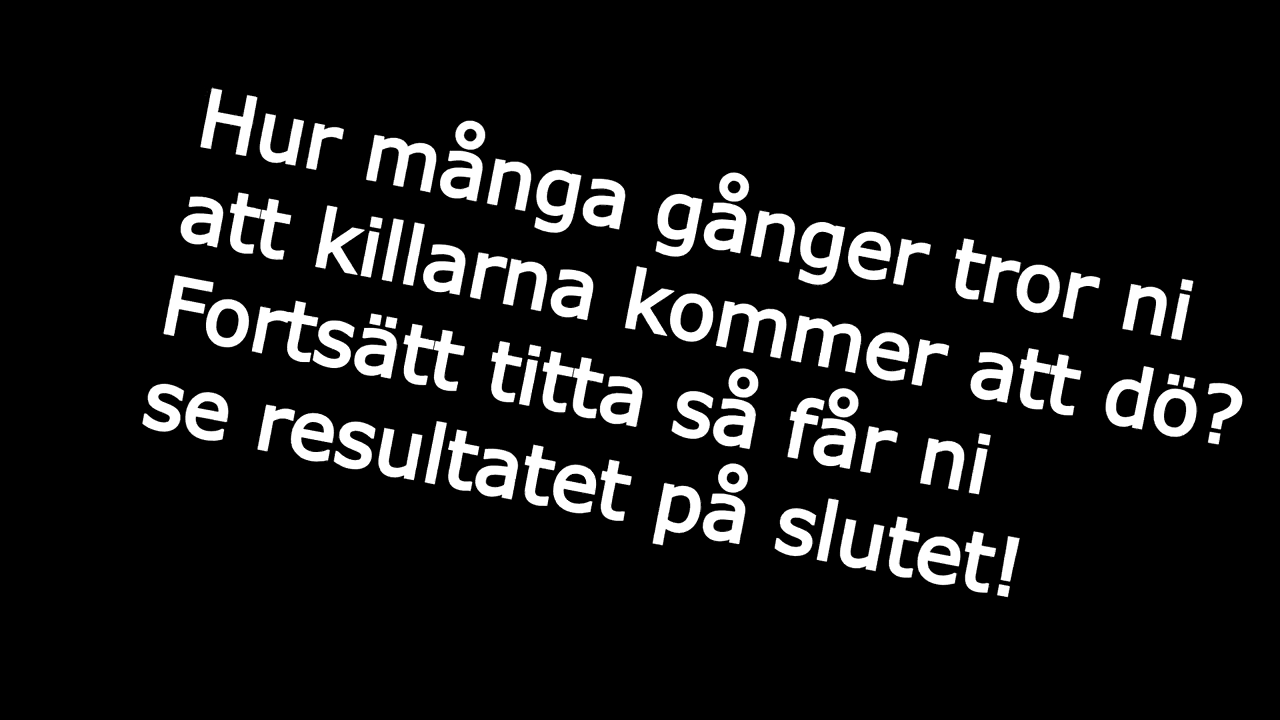 Hur många gånger tror ni
att killarna kommer att dö?
Fortsätt titta så får ni
se resultatet på slutet!